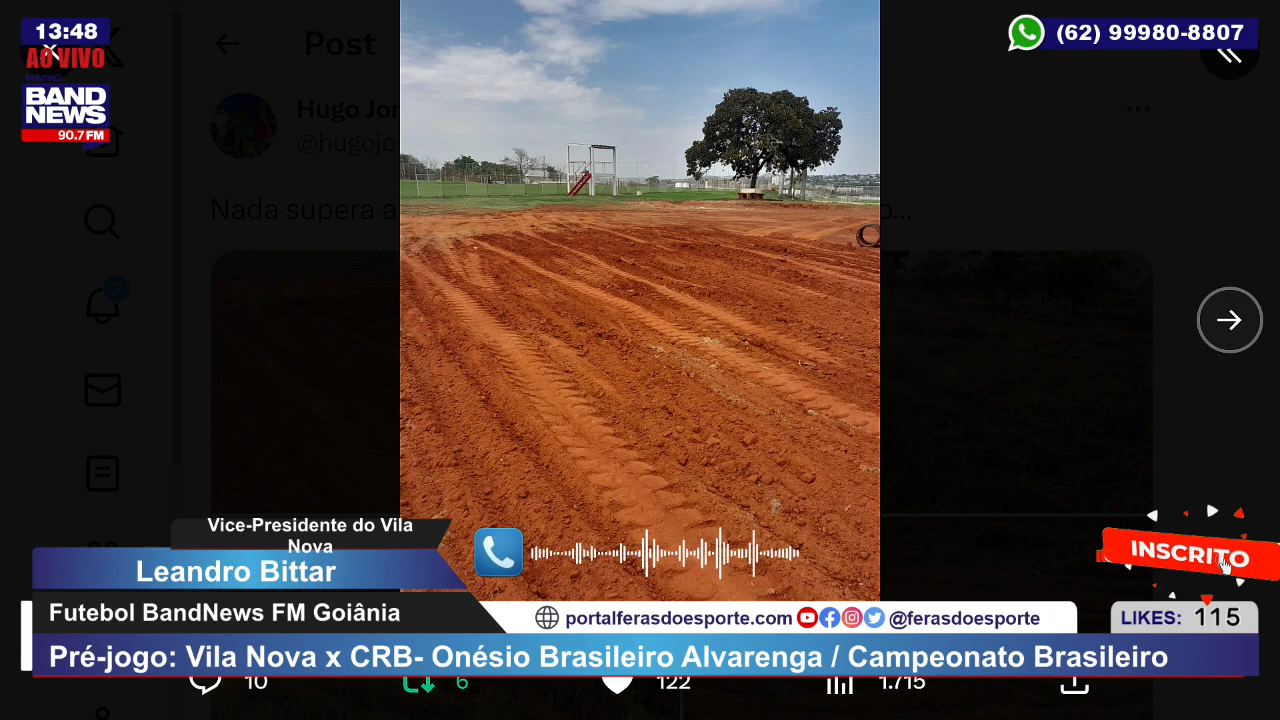 13:48
AO VIVO
RÁDIO
BAND
NEWS
90.7 FM
(62) 99980-8807
Post
Hugo Jor
@hugojo
Nada supera a
o...
2
Vice-Presidente do Vila
Nova
Leandro Bittar
INSCRITO
Futebol BandNews FM Goiânia
portalferasdoesporte.com @ferasdoesporte
LIKES: 115
Pré-jogo: Vila Nova x CRB- Onésio Brasileiro Alvarenga / Campeonato Brasileiro
10 6 122 1.715